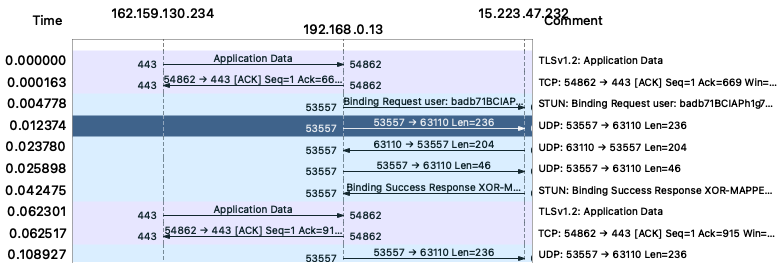 Time 162.159.130.234 192.168.0.13 15.223.47.232 Comment
0.000000 443 Application Data 54862 TLSv1.2: Application Data
0.000163 443 54862 → 443 [ACK] Seq=1 Ack=66... 54862 TCP: 54862 → 443 [ACK] Seq=1 Ack=669 Win=...
0.004778 53557 Binding Request user: badb71BCIAP... STUN: Binding Request user: badb71BCIAPh1g7...
0.012374 53557 53557 → 63110 Len=236 UDP: 53557 → 63110 Len=236
0.023780 53557 63110 → 53557 Len=204 UDP: 63110 → 53557 Len=204
0.025898 53557 53557 → 63110 Len=46 UDP: 53557 → 63110 Len=46
0.042475 53557 Binding Success Response XOR-M... STUN: Binding Success Response XOR-MAPPE...
0.062301 443 Application Data 54862 TLSv1.2: Application Data
0.062517 443 54862 → 443 [ACK] Seq=1 Ack=91... 54862 TCP: 54862 → 443 [ACK] Seq=1 Ack=915 Win=...
0.108927 53557 53557 → 63110 Len=236 UDP: 53557 → 63110 Len=236